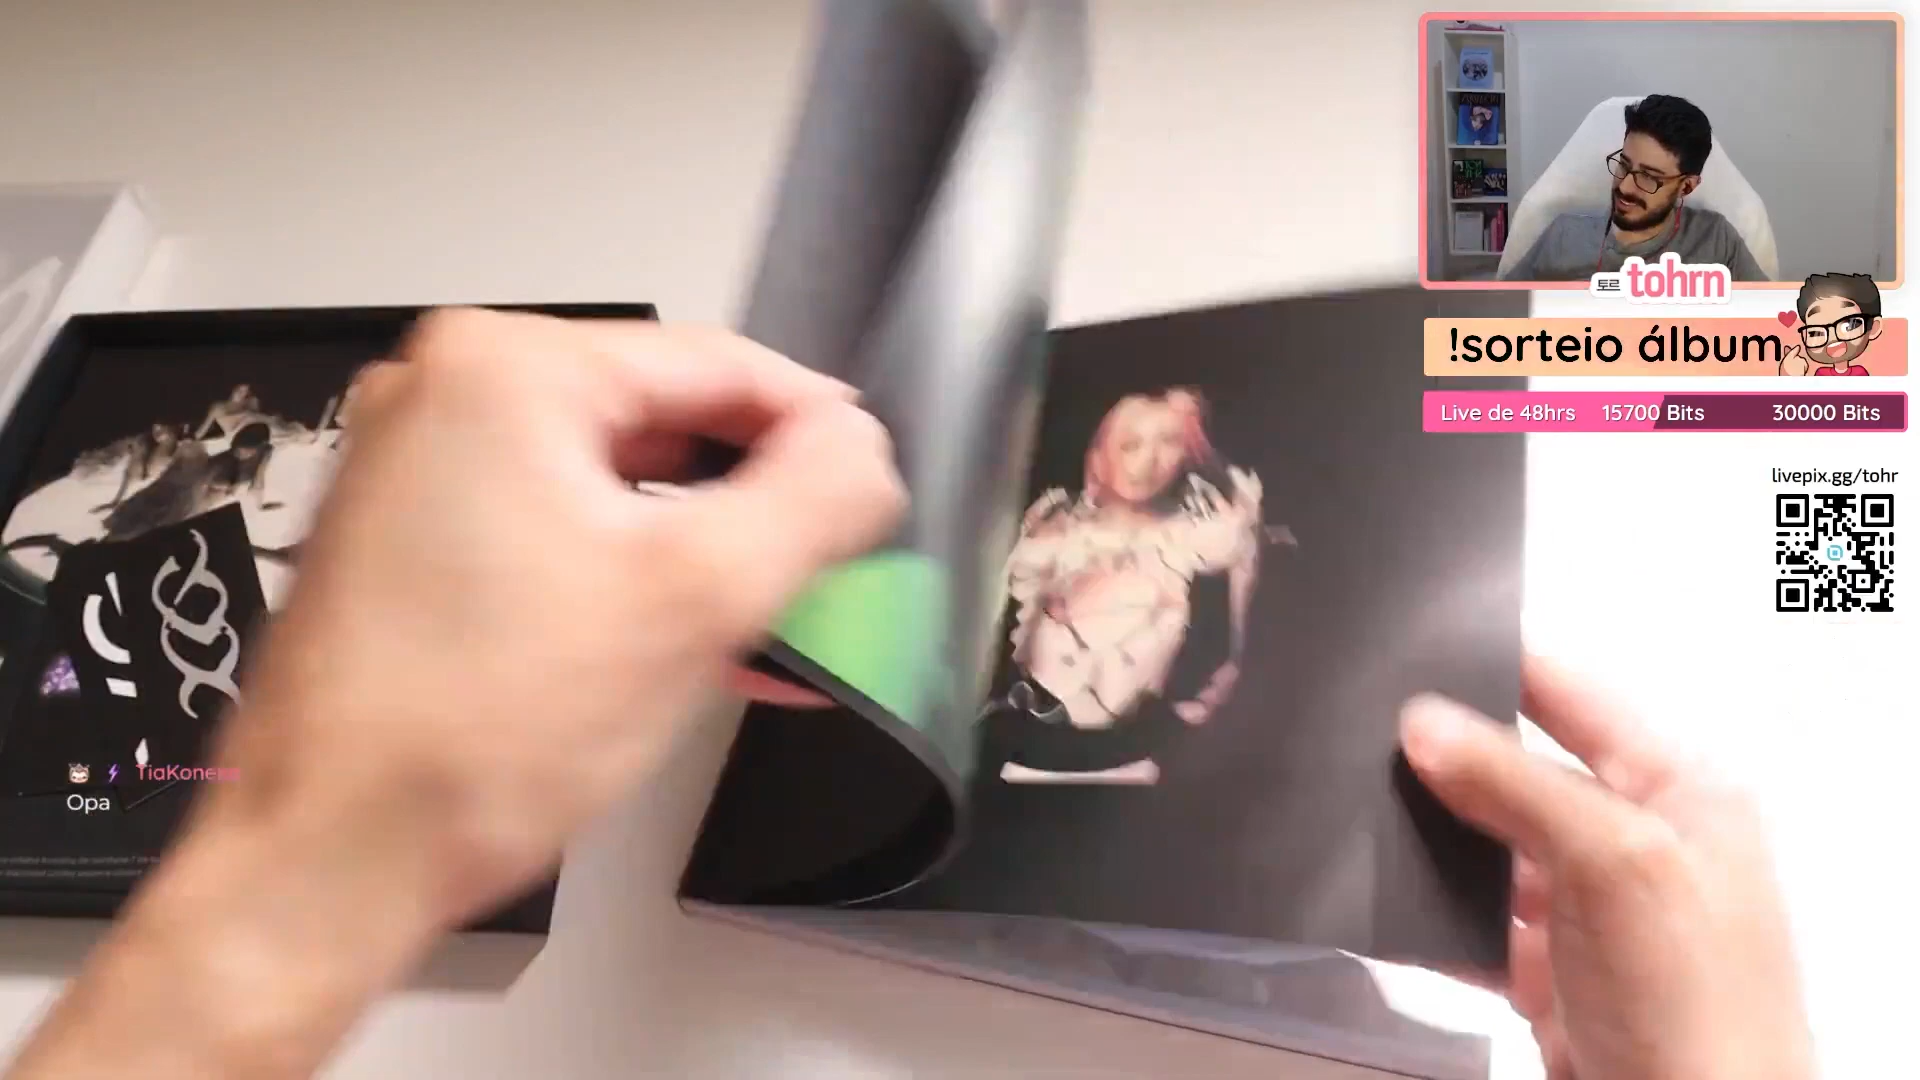 토르 tohrn
!sorteio álbum
Live de 48hrs 15700 Bits 30000 Bits
livepix.gg/tohr
Opa